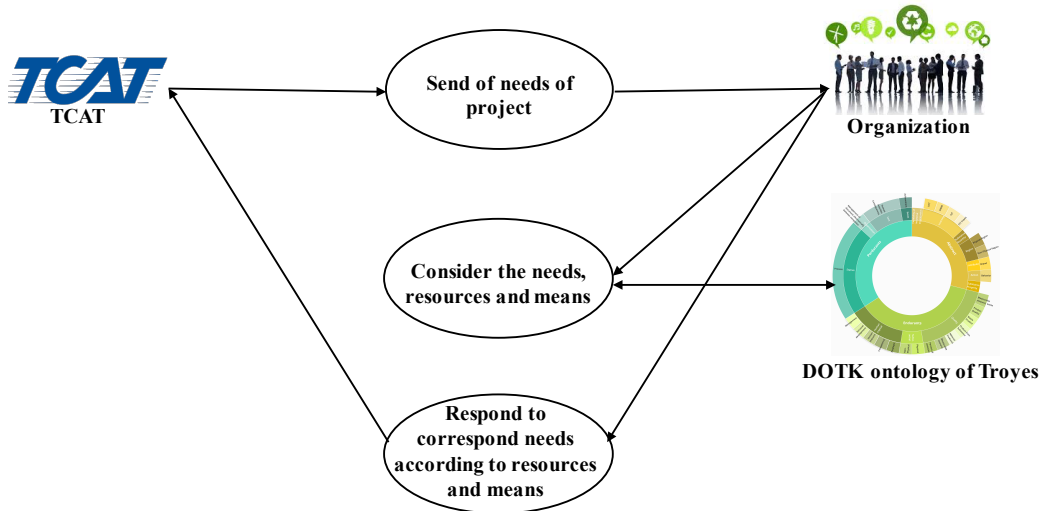 TCAT
TCAT
Send of needs of
project
Organization
Consider the needs,
resources and means
DOTK ontology of Troyes
Respond to
correspond needs
according to resources
and means